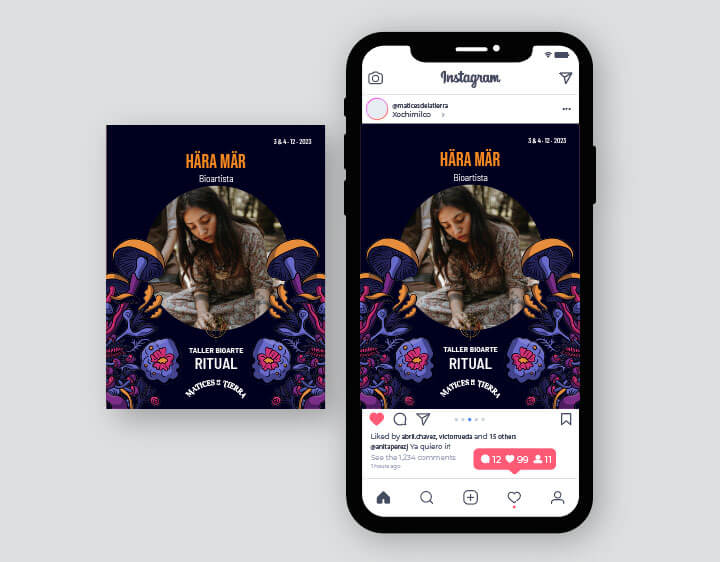 3 & 4 - 12 - 2023
HÄRA MÄR
Bioartista
TALLER BIOARTE
RITUAL
MATICES DE LA TIERRA
Instagram
@maticesdelatierra
Xochimilco >
3 & 4 - 12 - 2023
HÄRA MÄR
Bioartista
TALLER BIOARTE
RITUAL
MATICES DE LA TIERRA
Liked by abril.chavez, victorrueda and 15 others
@anitaperezj Ya quiero ir!
See the 1,234 comments
1 hours ago
12 99 11